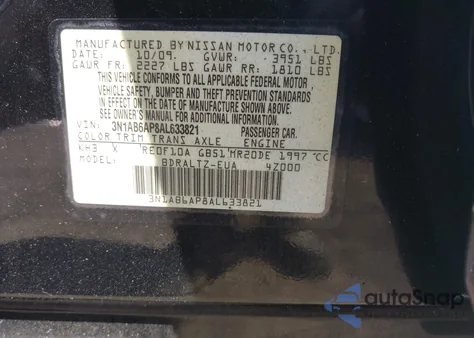 MANUFACTURED BY NISSAN MOTOR CO., LTD.
DATE: 10/09. GVWR: 3951 LBS
GAWR FR: 2227 LBS GAWR RR: 1810 LBS
THIS VEHICLE CONFORMS TO ALL APPLICABLE FEDERAL MOTOR
VEHICLE SAFETY, BUMPER AND THEFT PREVENTION STANDARDS
IN EFFECT ON THE DATE OF MANUFACTURE SHOWN ABOVE.
SEE OWNER'S MANUAL FOR ADDITIONAL INFORMATION
VIN: 3N1AB6AP8AL633821 PASSENGER CAR.
COLOR TRIM TRANS AXLE ENGINE
KH3 X RE0F10A GB51 MR20DE 1997 CC
MODEL: BDRALTZ-EUA 4Z000
3N1AB6AP8AL633821
autoSnap